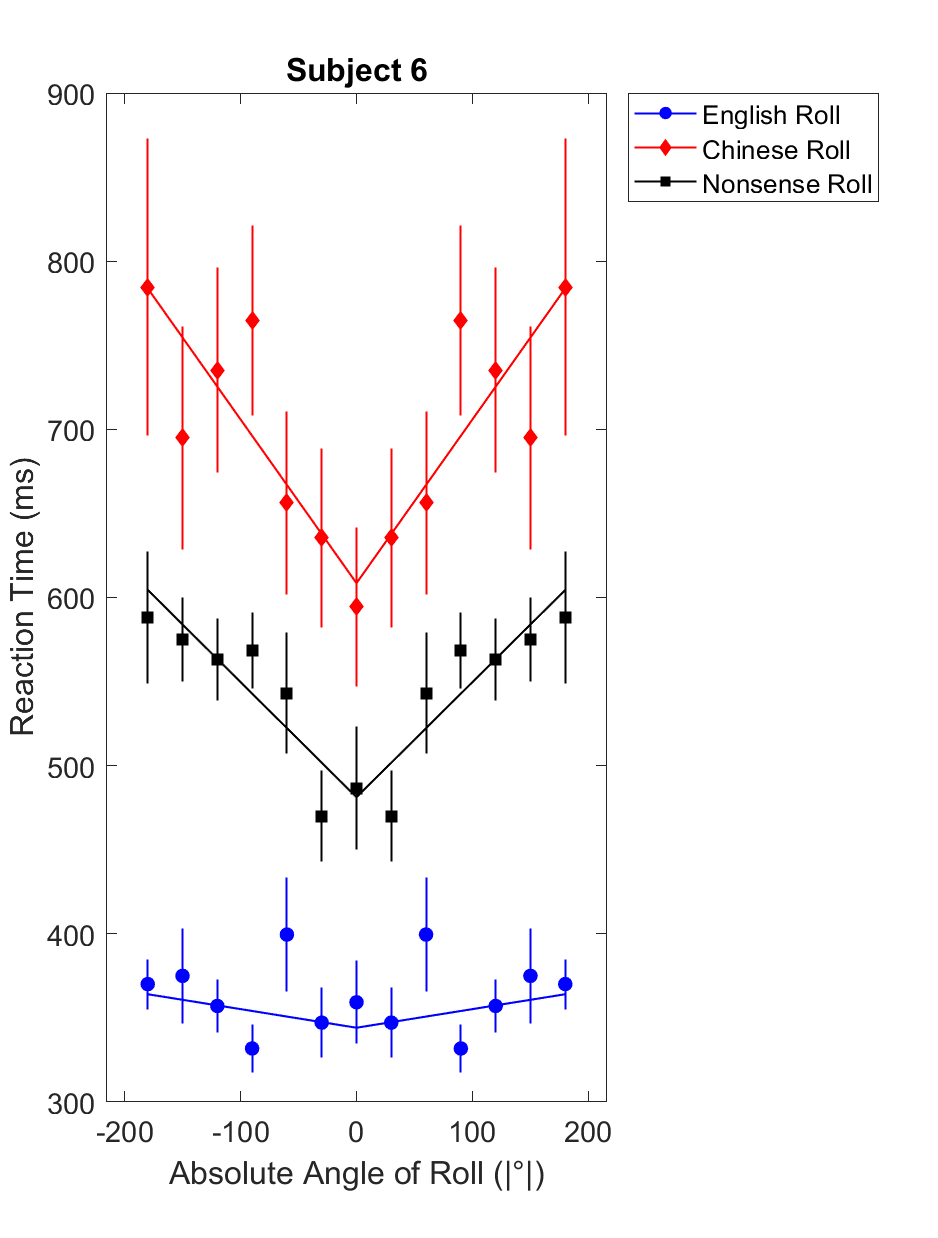 Subject 6
900
800
700
600
500
400
300
Reaction Time (ms)
-200 -100 0 100 200
Absolute Angle of Roll (|°|)
English Roll
Chinese Roll
Nonsense Roll